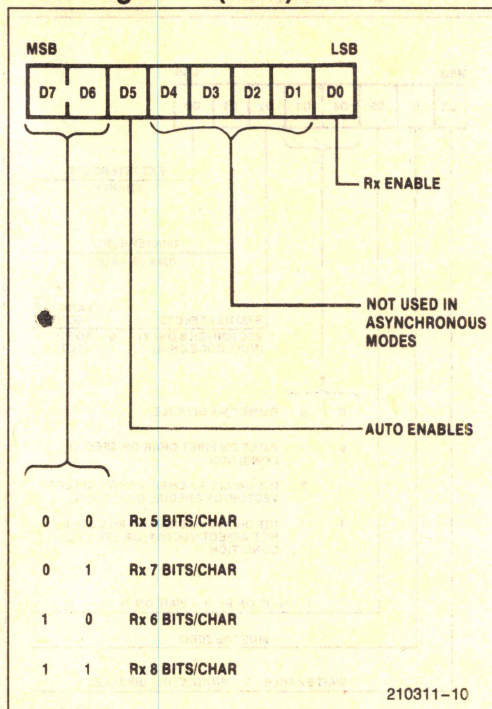 MSB LSB
D7 D6 D5 D4 D3 D2 D1 D0
Rx ENABLE
NOT USED IN
ASYNCHRONOUS
MODES
AUTO ENABLES
0 0 Rx 5 BITS/CHAR
0 1 Rx 7 BITS/CHAR
1 0 Rx 6 BITS/CHAR
1 1 Rx 8 BITS/CHAR
210311-10